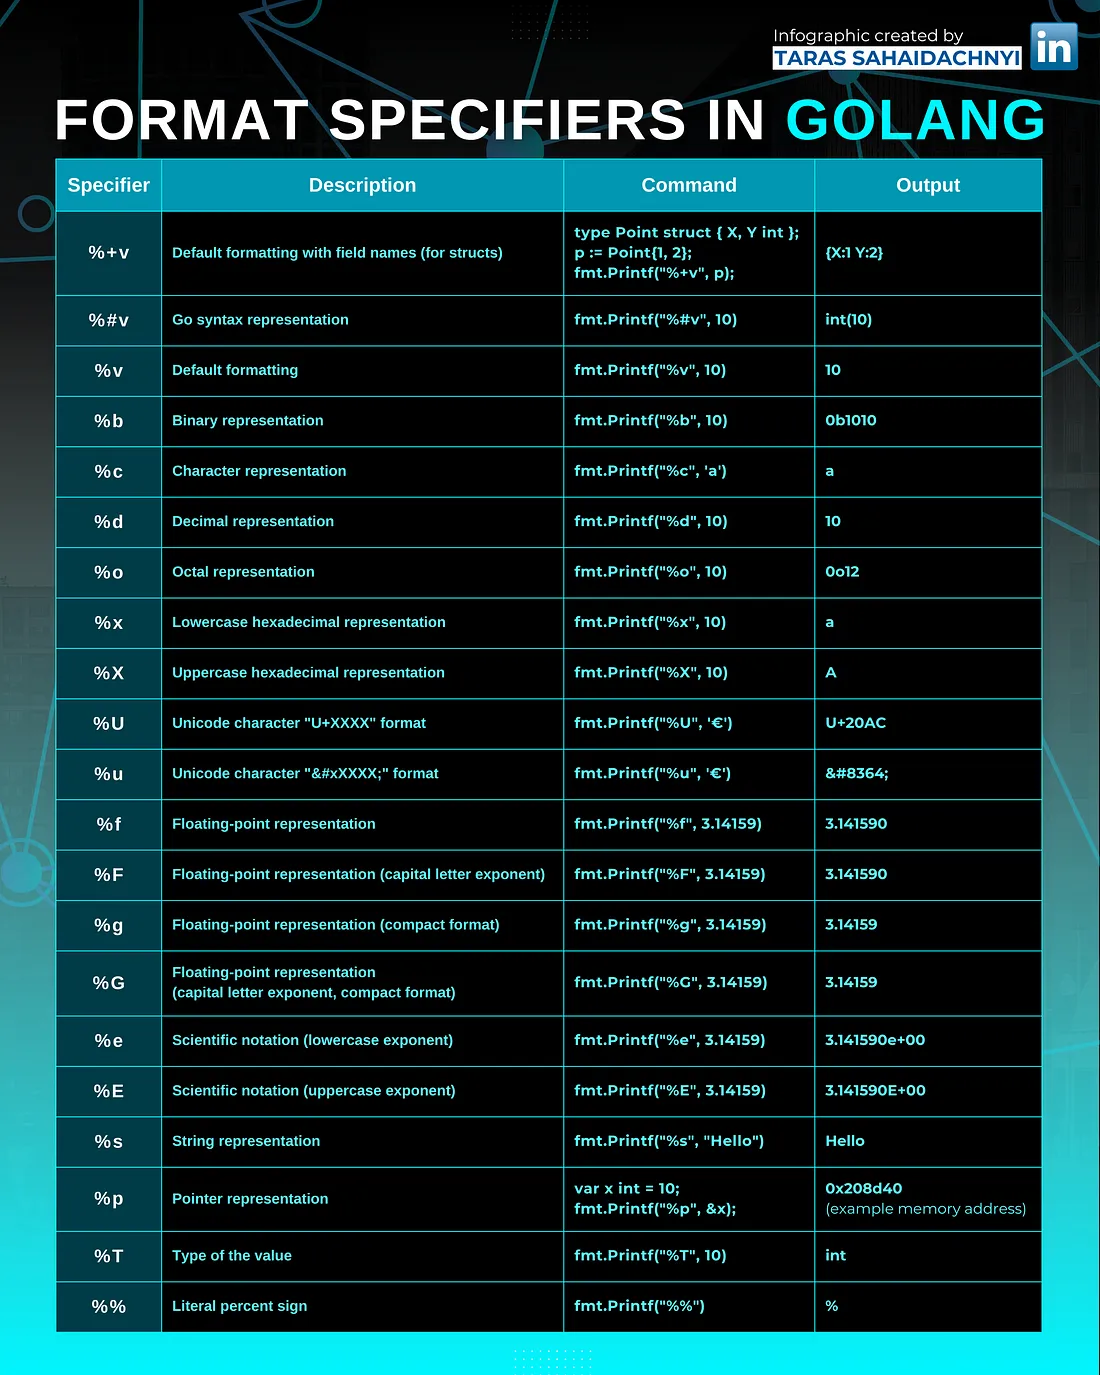 Infographic created by
TARAS SAHAIDACHNYI
in
FORMAT SPECIFIERS IN GOLANG
Specifier Description Command Output
%+v Default formatting with field names (for structs) type Point struct { X, Y int };
p := Point{1, 2};
fmt.Printf("%+v", p); {X:1 Y:2}
%#v Go syntax representation fmt.Printf("%#v", 10) int(10)
%v Default formatting fmt.Printf("%v", 10) 10
%b Binary representation fmt.Printf("%b", 10) 0b1010
%c Character representation fmt.Printf("%c", 'a') a
%d Decimal representation fmt.Printf("%d", 10) 10
%o Octal representation fmt.Printf("%o", 10) 0o12
%x Lowercase hexadecimal representation fmt.Printf("%x", 10) a
%X Uppercase hexadecimal representation fmt.Printf("%X", 10) A
%U Unicode character "U+XXXX" format fmt.Printf("%U", '€') U+20AC
%u Unicode character "&#xXXXX;" format fmt.Printf("%u", '€') &#8364;
%f Floating-point representation fmt.Printf("%f", 3.14159) 3.141590
%F Floating-point representation (capital letter exponent) fmt.Printf("%F", 3.14159) 3.141590
%g Floating-point representation (compact format) fmt.Printf("%g", 3.14159) 3.14159
%G Floating-point representation
(capital letter exponent, compact format) fmt.Printf("%G", 3.14159) 3.14159
%e Scientific notation (lowercase exponent) fmt.Printf("%e", 3.14159) 3.141590e+00
%E Scientific notation (uppercase exponent) fmt.Printf("%E", 3.14159) 3.141590E+00
%s String representation fmt.Printf("%s", "Hello") Hello
%p Pointer representation var x int = 10;
fmt.Printf("%p", &x); 0x208d40
(example memory address)
%T Type of the value fmt.Printf("%T", 10) int
%% Literal percent sign fmt.Printf("%%") %